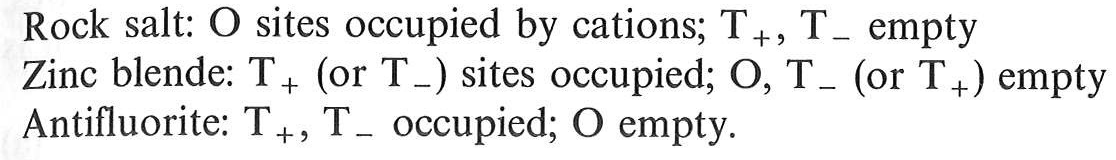 Rock salt: O sites occupied by cations; T₊, T₋ empty
Zinc blende: T₊ (or T₋) sites occupied; O, T₋ (or T₊) empty
Antifluorite: T₊, T₋ occupied; O empty.